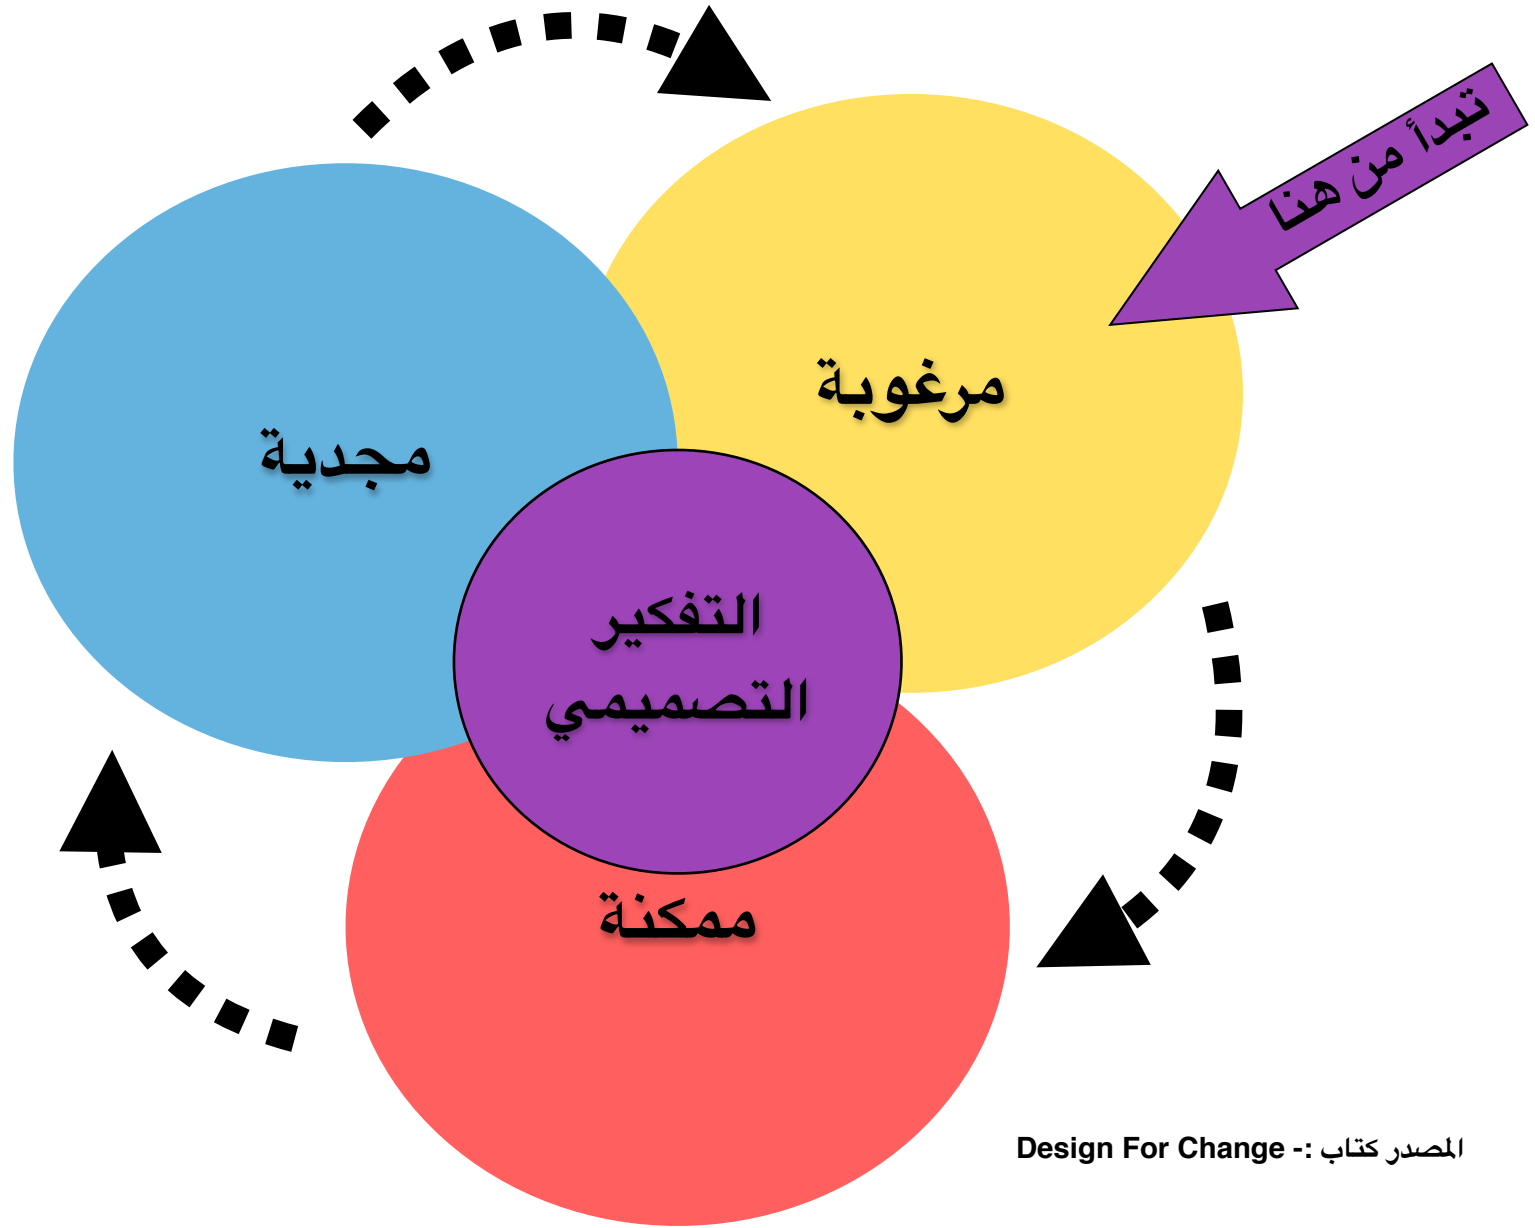 تبدأ من هنا
مرغوبة
مجدية
التفكير
التصميمي
ممكنة
المصدر كتاب :- Design For Change